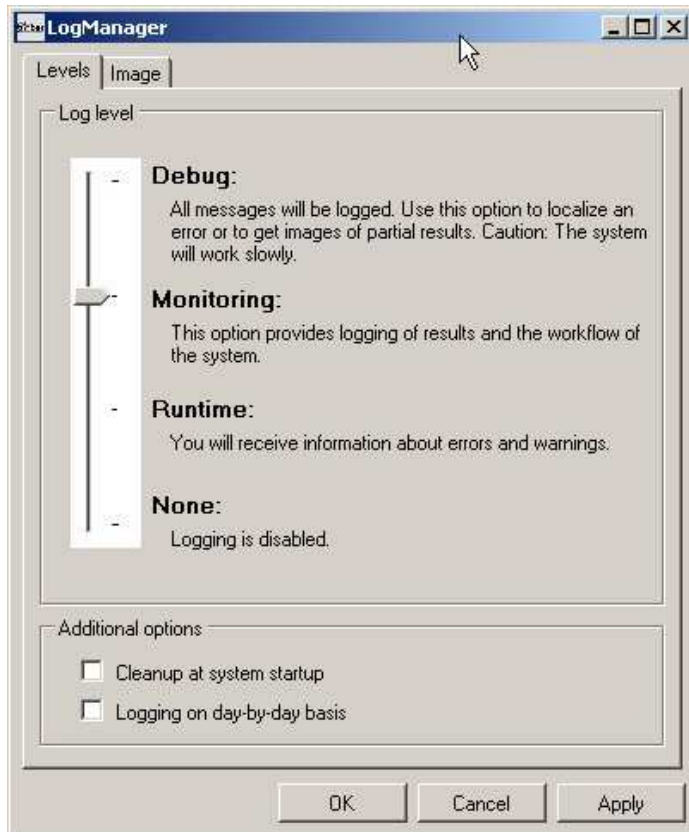 LogManager
Levels
Image
Log level
Debug:
All messages will be logged. Use this option to localize an
error or to get images of partial results. Caution: The system
will work slowly.
Monitoring:
This option provides logging of results and the workflow of
the system.
Runtime:
You will receive information about errors and warnings.
None:
Logging is disabled.
Additional options
Cleanup at system startup
Logging on day-by-day basis
OK
Cancel
Apply